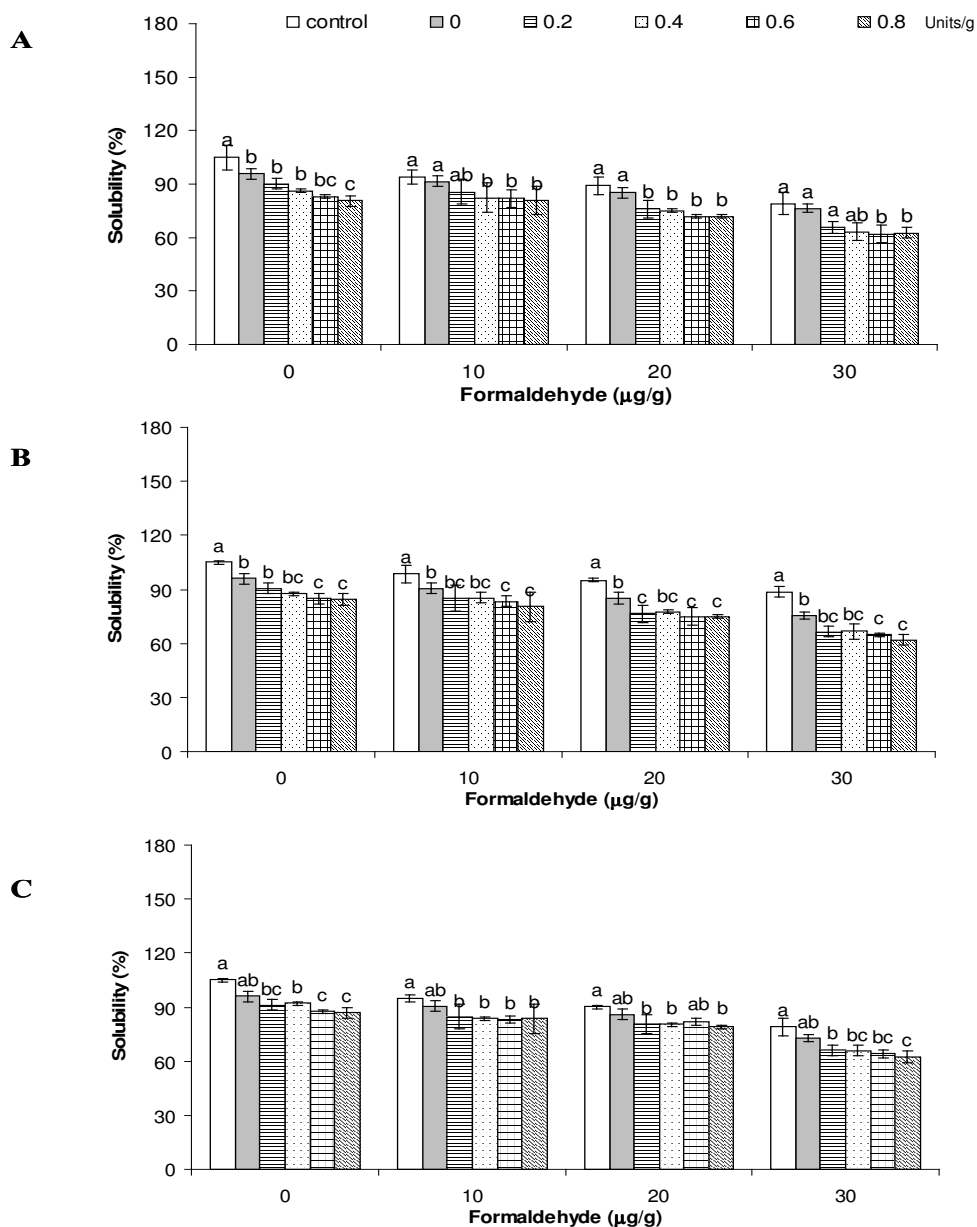 control 0 0.2 0.4 0.6 0.8 Units/g
A
180
150
120
90
60
30
0
Solubility (%)
a b b b bc c
a a ab b b b
a a b b b b
a a a ab b b
0 10 20 30
Formaldehyde (μg/g)
B
180
150
120
90
60
30
0
Solubility (%)
a b b bc c c
a b bc bc c c
a b c bc c c
a b bc bc c c
0 10 20 30
Formaldehyde (μg/g)
C
180
150
120
90
60
30
0
Solubility (%)
a ab bc b c c
a ab b b b b
a ab b b ab b
a ab b bc bc c
0 10 20 30
Formaldehyde (μg/g)